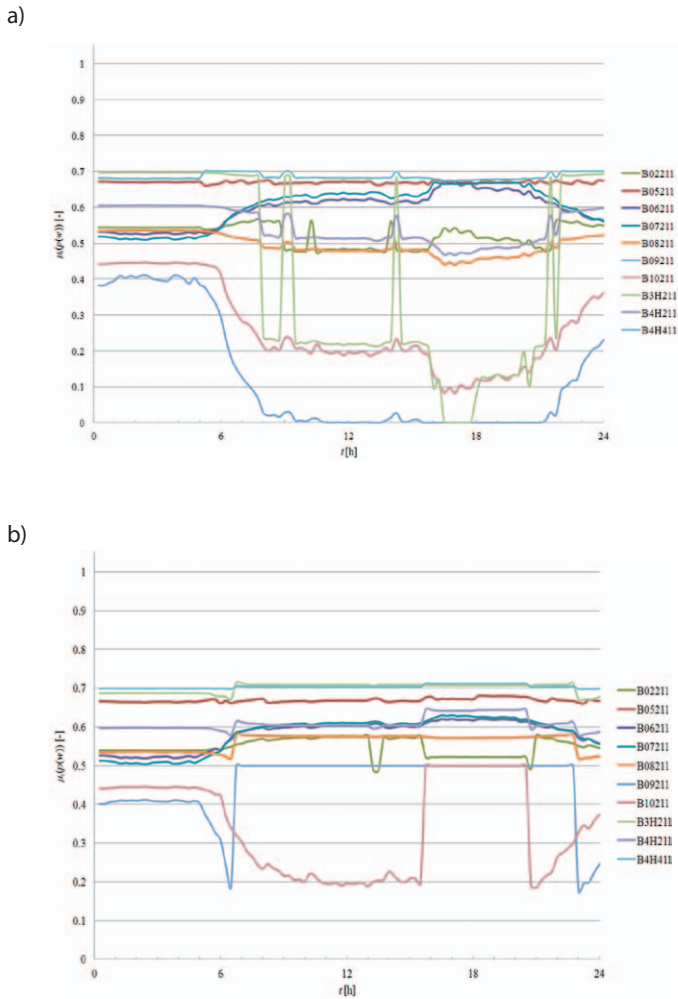 a)
1
0.9
0.8
0.7
0.6
0.5
0.4
0.3
0.2
0.1
0
μ(p(w)) [-]
0
6
12
18
24
t[h]
B02211
B05211
B06211
B07211
B08211
B09211
B10211
B3H211
B4H211
B4H411
b)
1
0.9
0.8
0.7
0.6
0.5
0.4
0.3
0.2
0.1
0
μ(p(w)) [-]
0
6
12
18
24
t[h]
B02211
B05211
B06211
B07211
B08211
B09211
B10211
B3H211
B4H211
B4H411